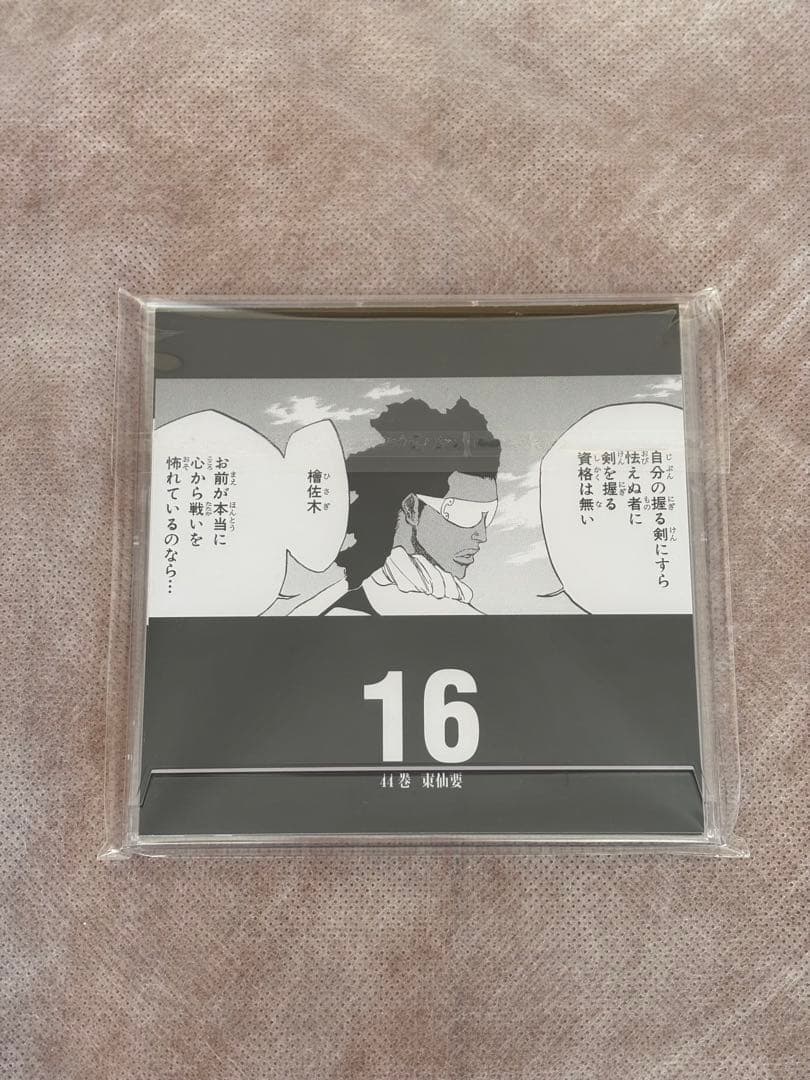 自分の握る剣にすら
怯えぬ者に
剣を握る
資格は無い
檜佐木
お前が本当に
心から戦いを
怖れているのなら…
16
44巻 東仙要